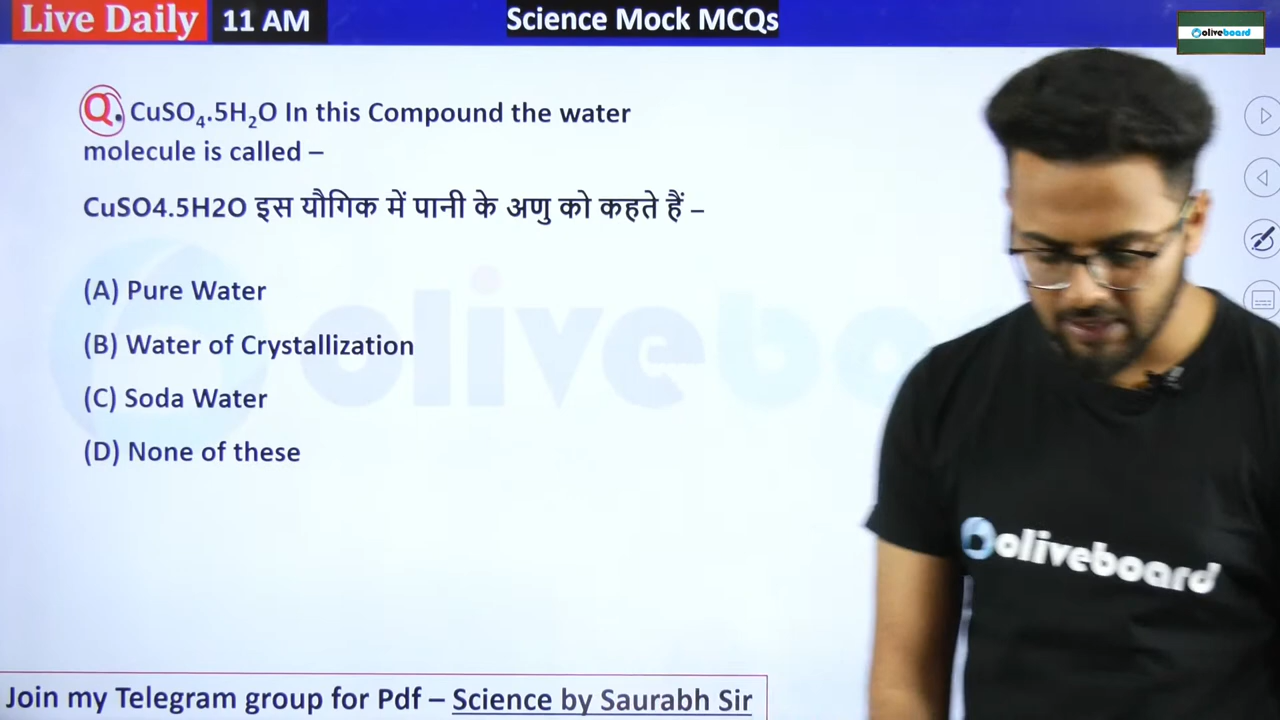 Live Daily 11 AM
Science Mock MCQs
oliveboard
Q. CuSO₄.5H₂O In this Compound the water
molecule is called –
CuSO4.5H2O इस यौगिक में पानी के अणु को कहते हैं –
(A) Pure Water
(B) Water of Crystallization
(C) Soda Water
(D) None of these
oliveboard
oliveboard
Join my Telegram group for Pdf – Science by Saurabh Sir